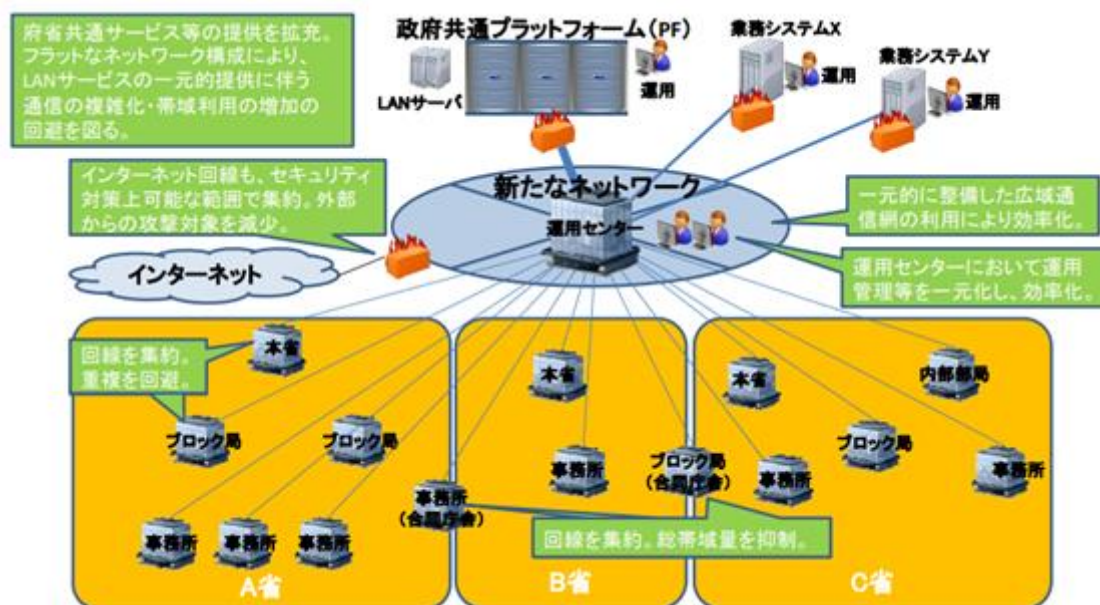 府省共通サービス等の提供を拡充。
フラットなネットワーク構成により、
LANサービスの一元的提供に伴う
通信の複雑化・帯域利用の増加の
回避を図る。
政府共通プラットフォーム(PF)
LANサーバ
運用
業務システムX
運用
業務システムY
運用
インターネット回線も、セキュリティ
対策上可能な範囲で集約。外部
からの攻撃対象を減少。
新たなネットワーク
運用センター
一元的に整備した広域通
信網の利用により効率化。
運用センターにおいて運用
管理等を一元化し、効率化。
インターネット
回線を集約。
重複を回避。
本省
ブロック局
ブロック局
事務所
事務所
事務所
事務所
(合同庁舎)
A省
本省
事務所
ブロック局
(合同庁舎)
B省
本省
内部部局
ブロック局
事務所
事務所
回線を集約。総帯域量を抑制。
C省